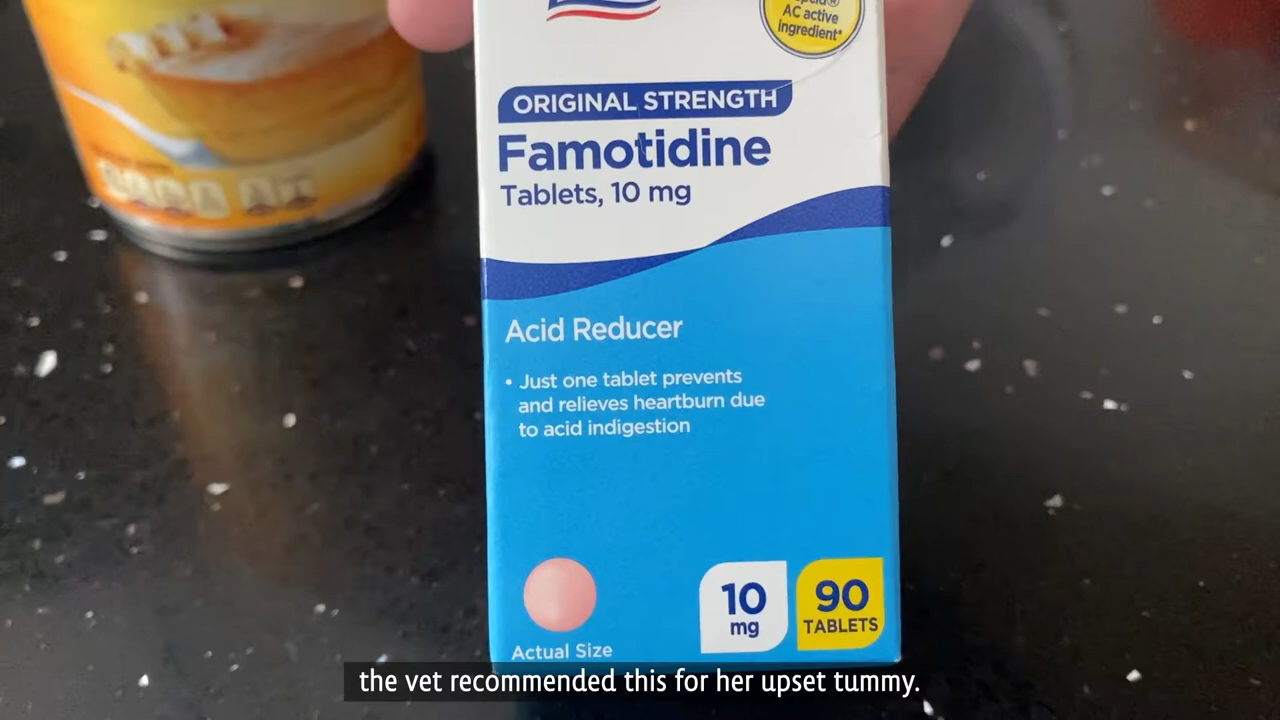 AC active
ingredient*
ORIGINAL STRENGTH
Famotidine
Tablets, 10 mg
Acid Reducer
• Just one tablet prevents
and relieves heartburn due
to acid indigestion
10
mg
90
TABLETS
Actual Size
the vet recommended this for her upset tummy.